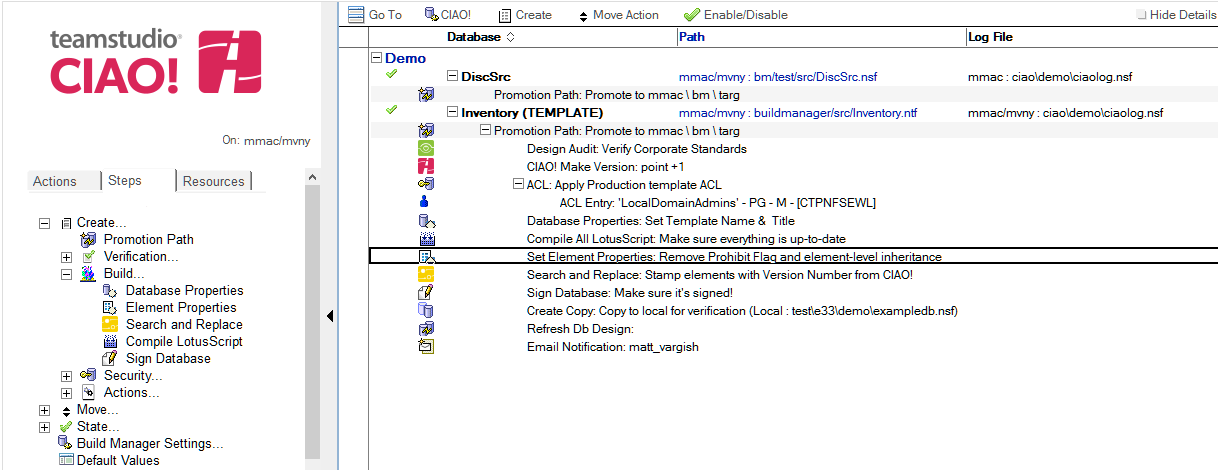 teamstudio®
CIAO!
On: mmac/mvny
Actions
Steps
Resources
Create...
Promotion Path
Verification...
Build...
Database Properties
Element Properties
Search and Replace
Compile LotusScript
Sign Database
Security...
Actions...
Move...
State...
Build Manager Settings...
Default Values
Go To CIAO! Create Move Action Enable/Disable Hide Details
Database Path Log File
Demo
DiscSrc mmac/mvny : bm/test/src/DiscSrc.nsf mmac : ciao\demo\ciaolog.nsf
Promotion Path: Promote to mmac \ bm \ targ
Inventory (TEMPLATE) mmac/mvny : buildmanager/src/Inventory.ntf mmac/mvny : ciao\demo\ciaolog.nsf
Promotion Path: Promote to mmac \ bm \ targ
Design Audit: Verify Corporate Standards
CIAO! Make Version: point +1
ACL: Apply Production template ACL
ACL Entry: 'LocalDomainAdmins' - PG - M - [CTPNFSEWL]
Database Properties: Set Template Name & Title
Compile All LotusScript: Make sure everything is up-to-date
Set Element Properties: Remove Prohibit Flag and element-level inheritance
Search and Replace: Stamp elements with Version Number from CIAO!
Sign Database: Make sure it's signed!
Create Copy: Copy to local for verification (Local : test\e33\demo\exampledb.nsf)
Refresh Db Design:
Email Notification: matt_vargish